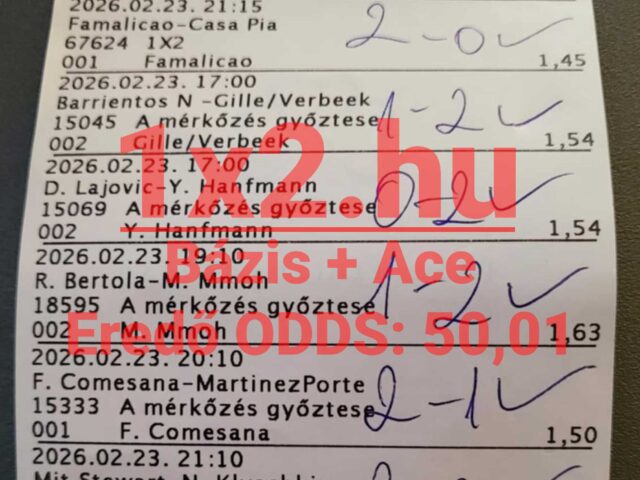 2026.02.23. 21:15
Famalicao-Casa Pia
67624 1X2
001 Famalicao 1,45
2-0 ✓
2026.02.23. 17:00
Barrientos N -Gille/Verbeek
15045 A mérkőzés győztese
002 Gille/Verbeek 1,54
1-2 ✓
2026.02.23. 17:00
D. Lajovic-Y. Hanfmann
15069 A mérkőzés győztese
002 Y. Hanfmann 1,54
0-2 ✓
2026.02.23. 19:10
R. Bertola-M. Mmoh
18595 A mérkőzés győztese
002 M. Mmoh 1,63
1-2 ✓
2026.02.23. 20:10
F. Comesana-MartinezPorte
15333 A mérkőzés győztese
001 F. Comesana 1,50
2-1 ✓
2026.02.23. 21:10
1x2.hu
Bázis + Ace
Eredő ODDS: 50,01